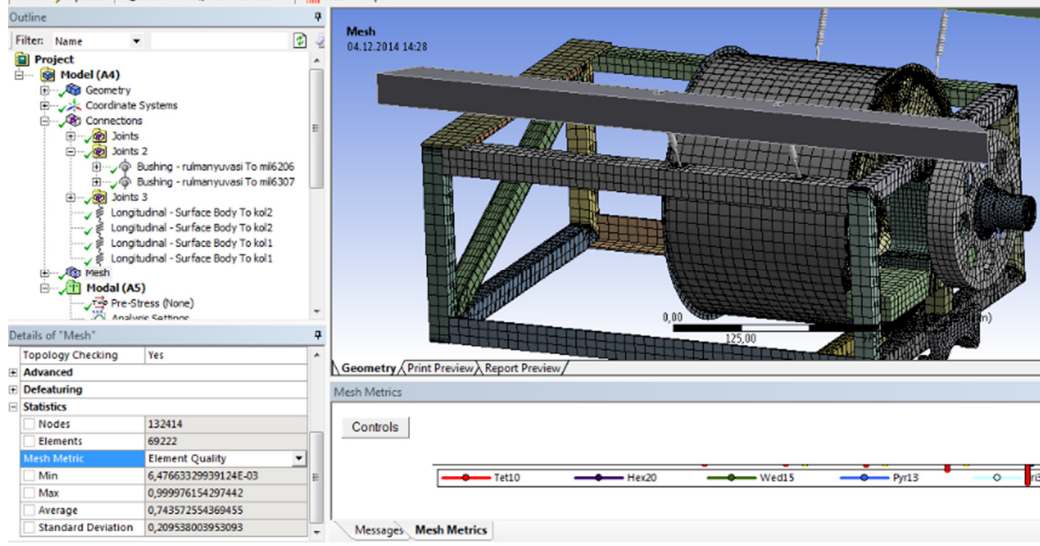 Outline
Filter: Name
Project
Model (A4)
Geometry
Coordinate Systems
Connections
Joints
Joints 2
Bushing - rulmanyuvasi To mil6206
Bushing - rulmanyuvasi To mil6307
Joints 3
Longitudinal - Surface Body To kol2
Longitudinal - Surface Body To kol2
Longitudinal - Surface Body To kol1
Longitudinal - Surface Body To kol1
Mesh
Modal (A5)
Pre-Stress (None)
Analysis Settings
Details of "Mesh"
Topology Checking Yes
Advanced
Defeaturing
Statistics
Nodes 132414
Elements 69222
Mesh Metric Element Quality
Min 6,47663329939124E-03
Max 0,999976154297442
Average 0,743572554369455
Standard Deviation 0,209538003953093
Mesh
04.12.2014 14:28
0,00
125,00
Geometry Print Preview Report Preview
Mesh Metrics
Controls
Tet10 Hex20 Wed15 Pyr13
Messages Mesh Metrics